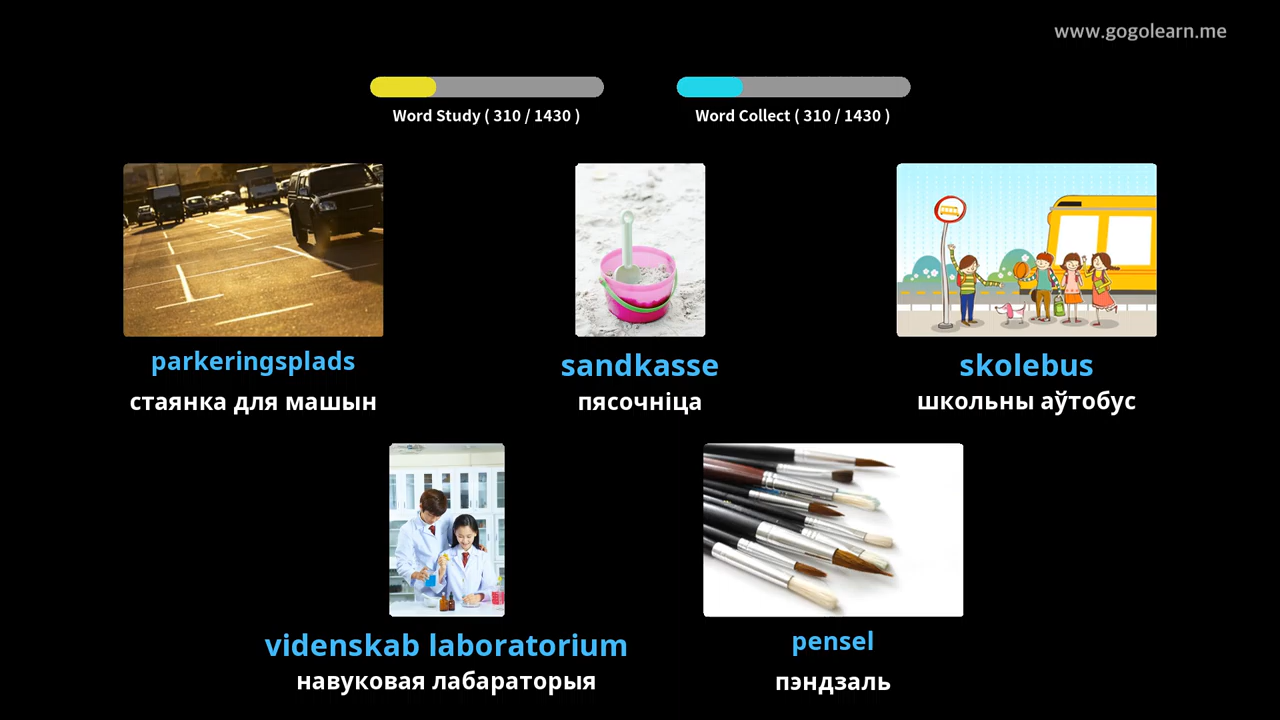 www.gogolearn.me
Word Study ( 310 / 1430 )
Word Collect ( 310 / 1430 )
parkeringsplads
стаянка для машын
sandkasse
пясочніца
skolebus
школьны аўтобус
videnskab laboratorium
навуковая лабараторыя
pensel
пэндзаль